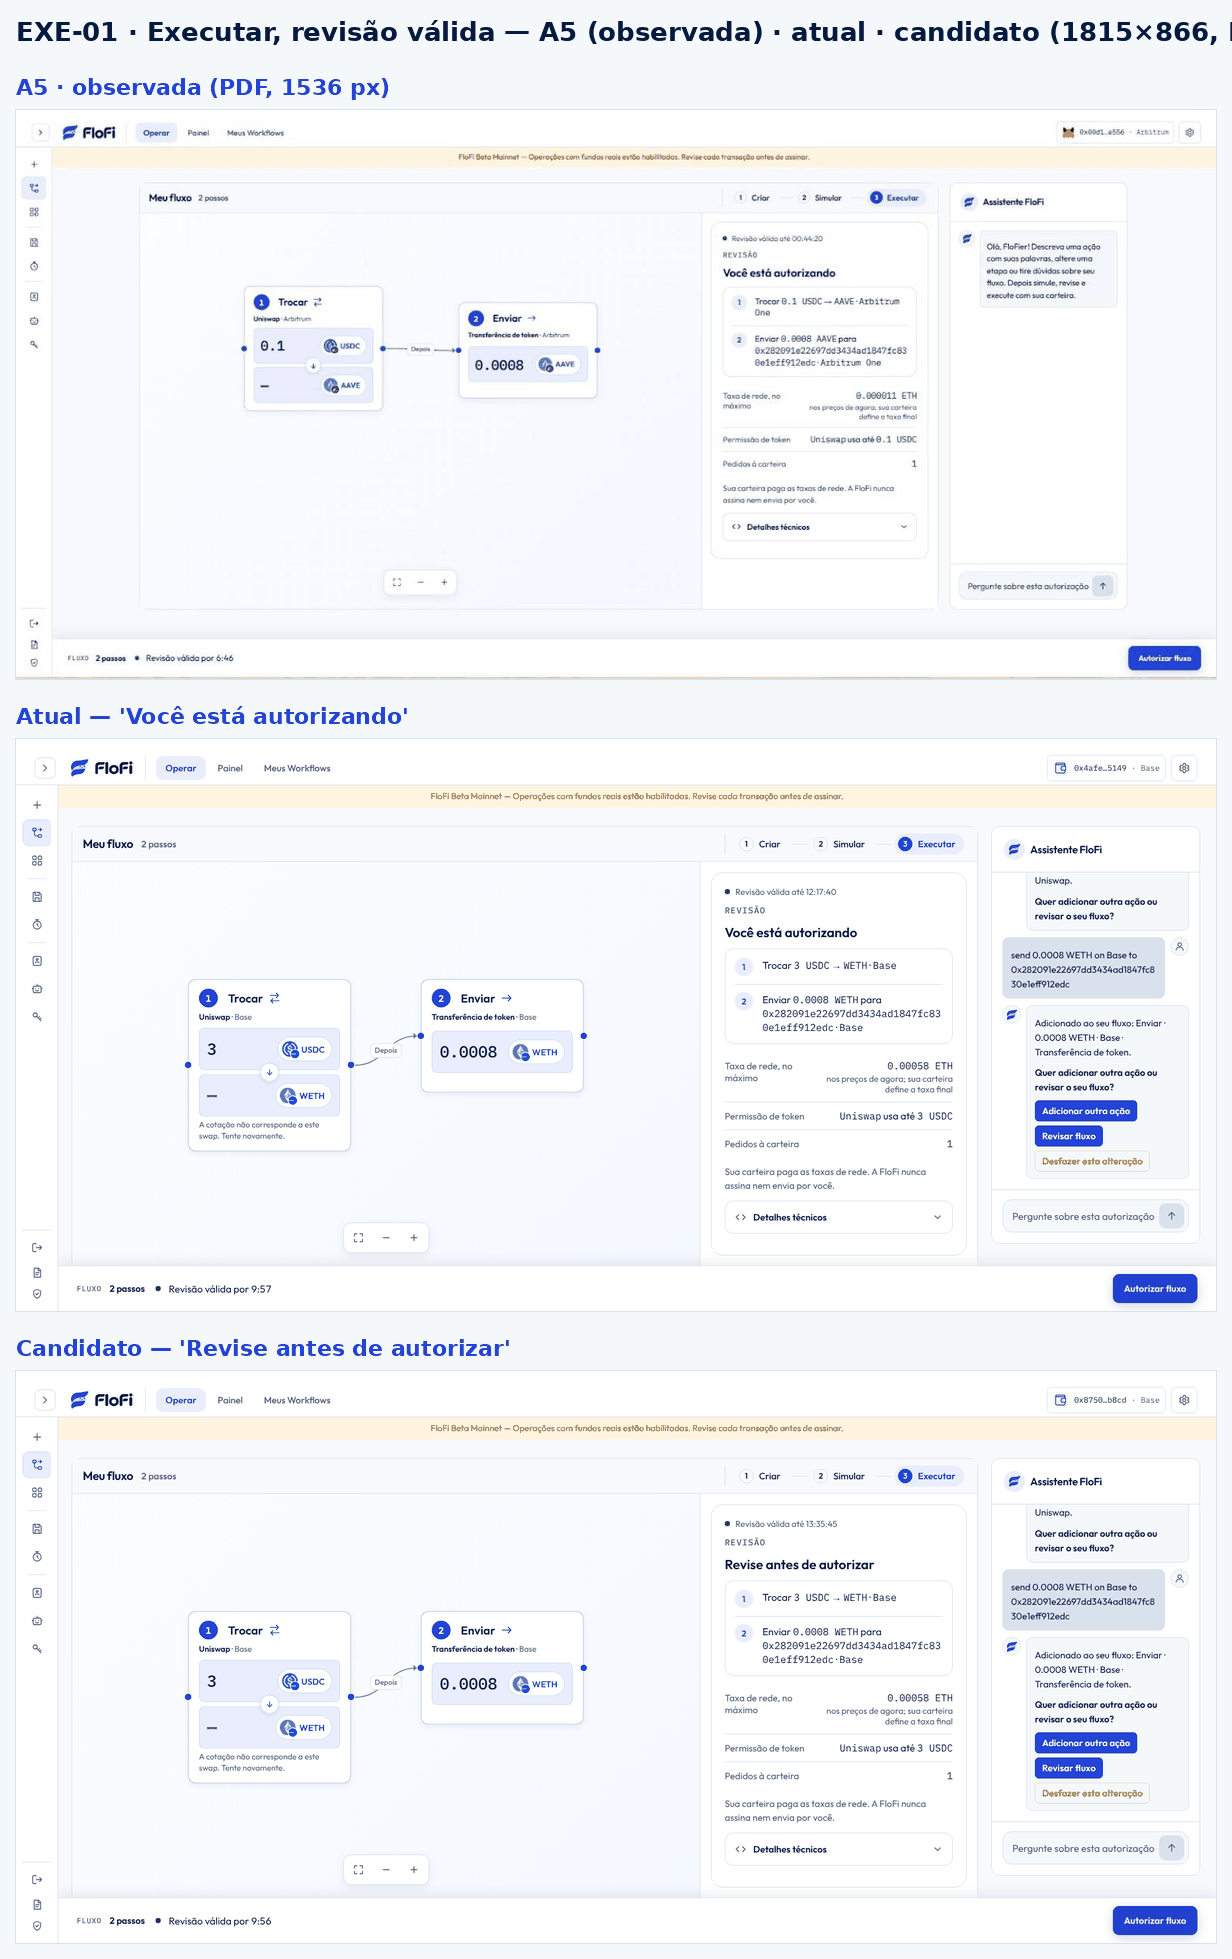 EXE-01 · Executar, revisão válida — A5 (observada) · atual · candidato (1815×866,
A5 · observada (PDF, 1536 px)
FloFi
Operar
Painel
Meus Workflows
0x00d1…e556 · Arbitrum
FloFi Beta Mainnet — Operações com fundos reais estão habilitadas. Revise cada transação antes de assinar.
Meu fluxo 2 passos
1 Criar
2 Simular
3 Executar
1 Trocar
Uniswap · Arbitrum
0.1 USDC
— AAVE
Depois
2 Enviar
Transferência de token · Arbitrum
0.0008 AAVE
Revisão válida até 00:44:20
REVISÃO
Você está autorizando
1 Trocar 0.1 USDC → AAVE · Arbitrum
One
2 Enviar 0.0008 AAVE para
0x282091e22697dd3434ad1847fc83
0e1eff912edc · Arbitrum One
Taxa de rede, no
máximo
0.000011 ETH
nos preços de agora; sua carteira
define a taxa final
Permissão de token Uniswap usa até 0.1 USDC
Pedidos à carteira 1
Sua carteira paga as taxas de rede. A FloFi nunca
assina nem envia por você.
Detalhes técnicos
Assistente FloFi
Olá, FloFier! Descreva uma ação
com suas palavras, altere uma
etapa ou tire dúvidas sobre seu
fluxo. Depois simule, revise e
execute com sua carteira.
Pergunte sobre esta autorização
FLUXO 2 passos Revisão válida por 6:46
Autorizar fluxo
Atual — 'Você está autorizando'
FloFi
Operar
Painel
Meus Workflows
0x4afe…5149 · Base
FloFi Beta Mainnet — Operações com fundos reais estão habilitadas. Revise cada transação antes de assinar.
Meu fluxo 2 passos
1 Criar
2 Simular
3 Executar
1 Trocar
Uniswap · Base
3 USDC
— WETH
A cotação não corresponde a este
swap. Tente novamente.
Depois
2 Enviar
Transferência de token · Base
0.0008 WETH
Revisão válida até 12:17:40
REVISÃO
Você está autorizando
1 Trocar 3 USDC → WETH · Base
2 Enviar 0.0008 WETH para
0x282091e22697dd3434ad1847fc83
0e1eff912edc · Base
Taxa de rede, no
máximo
0.00058 ETH
nos preços de agora; sua carteira
define a taxa final
Permissão de token Uniswap usa até 3 USDC
Pedidos à carteira 1
Sua carteira paga as taxas de rede. A FloFi nunca
assina nem envia por você.
Detalhes técnicos
Assistente FloFi
Uniswap.
Quer adicionar outra ação ou
revisar o seu fluxo?
send 0.0008 WETH on Base to
0x282091e22697dd3434ad1847fc8
30e1eff912edc
Adicionado ao seu fluxo: Enviar ·
0.0008 WETH · Base ·
Transferência de token.
Quer adicionar outra ação ou
revisar o seu fluxo?
Adicionar outra ação
Revisar fluxo
Desfazer esta alteração
Pergunte sobre esta autorização
FLUXO 2 passos Revisão válida por 9:57
Autorizar fluxo
Candidato — 'Revise antes de autorizar'
FloFi
Operar
Painel
Meus Workflows
0x8750…b8cd · Base
FloFi Beta Mainnet — Operações com fundos reais estão habilitadas. Revise cada transação antes de assinar.
Meu fluxo 2 passos
1 Criar
2 Simular
3 Executar
1 Trocar
Uniswap · Base
3 USDC
— WETH
A cotação não corresponde a este
swap. Tente novamente.
Depois
2 Enviar
Transferência de token · Base
0.0008 WETH
Revisão válida até 13:35:45
REVISÃO
Revise antes de autorizar
1 Trocar 3 USDC → WETH · Base
2 Enviar 0.0008 WETH para
0x282091e22697dd3434ad1847fc83
0e1eff912edc · Base
Taxa de rede, no
máximo
0.00058 ETH
nos preços de agora; sua carteira
define a taxa final
Permissão de token Uniswap usa até 3 USDC
Pedidos à carteira 1
Sua carteira paga as taxas de rede. A FloFi nunca
assina nem envia por você.
Detalhes técnicos
Assistente FloFi
Uniswap.
Quer adicionar outra ação ou
revisar o seu fluxo?
send 0.0008 WETH on Base to
0x282091e22697dd3434ad1847fc8
30e1eff912edc
Adicionado ao seu fluxo: Enviar ·
0.0008 WETH · Base ·
Transferência de token.
Quer adicionar outra ação ou
revisar o seu fluxo?
Adicionar outra ação
Revisar fluxo
Desfazer esta alteração
Pergunte sobre esta autorização
FLUXO 2 passos Revisão válida por 9:56
Autorizar fluxo